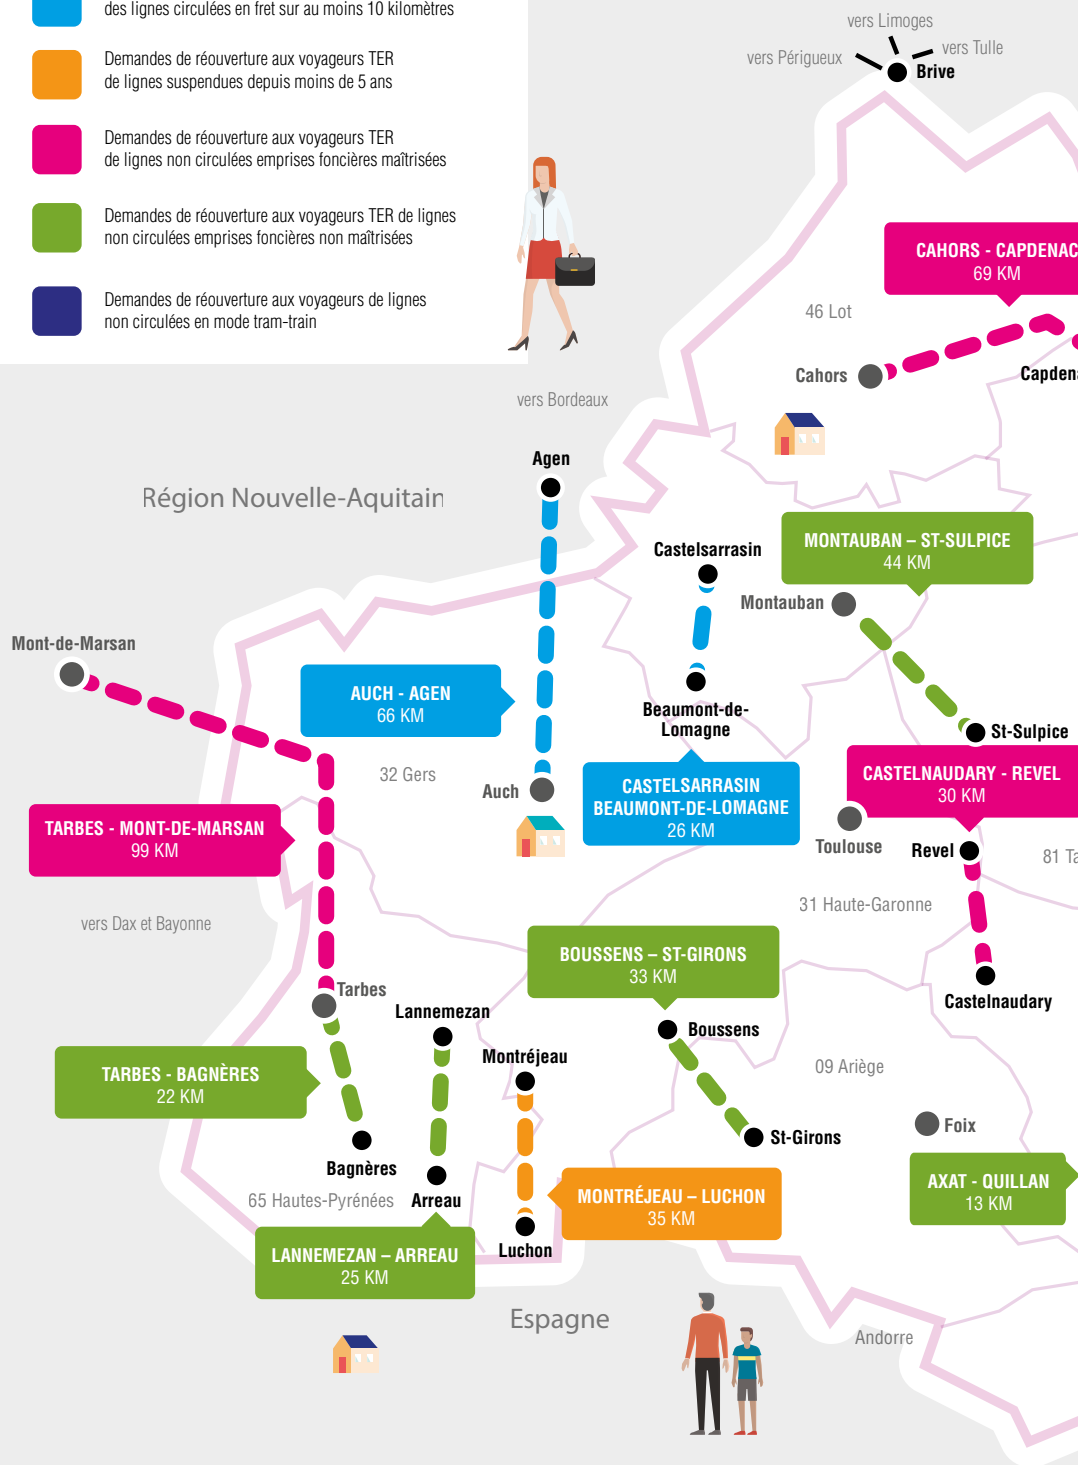 des lignes circulées en fret sur au moins 10 kilomètres
Demandes de réouverture aux voyageurs TER
de lignes suspendues depuis moins de 5 ans
Demandes de réouverture aux voyageurs TER
de lignes non circulées emprises foncières maîtrisées
Demandes de réouverture aux voyageurs TER de lignes
non circulées emprises foncières non maîtrisées
Demandes de réouverture aux voyageurs de lignes
non circulées en mode tram-train
vers Limoges
vers Périgueux
vers Tulle
Brive
CAHORS - CAPDENAC
69 KM
46 Lot
Cahors
Capdena
vers Bordeaux
Agen
Région Nouvelle-Aquitain
Castelsarrasin
MONTAUBAN – ST-SULPICE
44 KM
Montauban
Mont-de-Marsan
AUCH - AGEN
66 KM
Beaumont-de-
Lomagne
St-Sulpice
32 Gers
Auch
CASTELSARRASIN
BEAUMONT-DE-LOMAGNE
26 KM
CASTELNAUDARY - REVEL
30 KM
TARBES - MONT-DE-MARSAN
99 KM
Toulouse
Revel
81 Ta
vers Dax et Bayonne
31 Haute-Garonne
BOUSSENS – ST-GIRONS
33 KM
Tarbes
Lannemezan
Castelnaudary
Boussens
Montréjeau
TARBES - BAGNÈRES
22 KM
09 Ariège
Foix
St-Girons
Bagnères
65 Hautes-Pyrénées
Arreau
AXAT - QUILLAN
13 KM
MONTRÉJEAU – LUCHON
35 KM
Luchon
LANNEMEZAN – ARREAU
25 KM
Espagne
Andorre